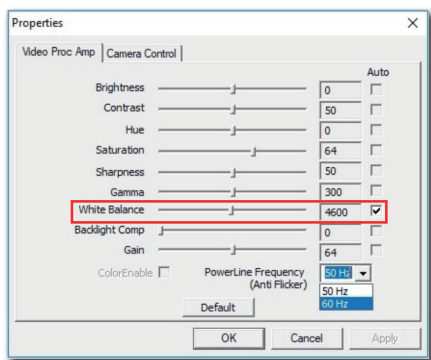 Properties
Video Proc Amp Camera Control
Auto
Brightness 0
Contrast 50
Hue 0
Saturation 64
Sharpness 50
Gamma 300
White Balance 4600
Backlight Comp 0
Gain 64
ColorEnable PowerLine Frequency 50 Hz
(Anti Flicker)
50 Hz
60 Hz
Default
OK Cancel Apply